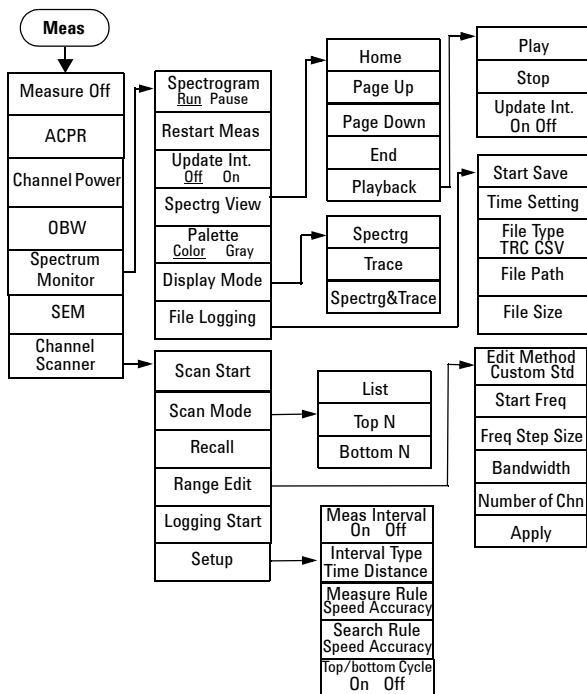 Meas
Measure Off
ACPR
Channel Power
OBW
Spectrum
Monitor
SEM
Channel
Scanner
Spectrogram
Run Pause
Restart Meas
Update Int.
Off On
Spectrg View
Palette
Color Gray
Display Mode
File Logging
Home
Page Up
Page Down
End
Playback
Play
Stop
Update Int.
On Off
Spectrg
Trace
Spectrg&Trace
Start Save
Time Setting
File Type
TRC CSV
File Path
File Size
Scan Start
Scan Mode
Recall
Range Edit
Logging Start
Setup
List
Top N
Bottom N
Edit Method
Custom Std
Start Freq
Freq Step Size
Bandwidth
Number of Chn
Apply
Meas Interval
On Off
Interval Type
Time Distance
Measure Rule
Speed Accuracy
Search Rule
Speed Accuracy
Top/bottom Cycle
On Off